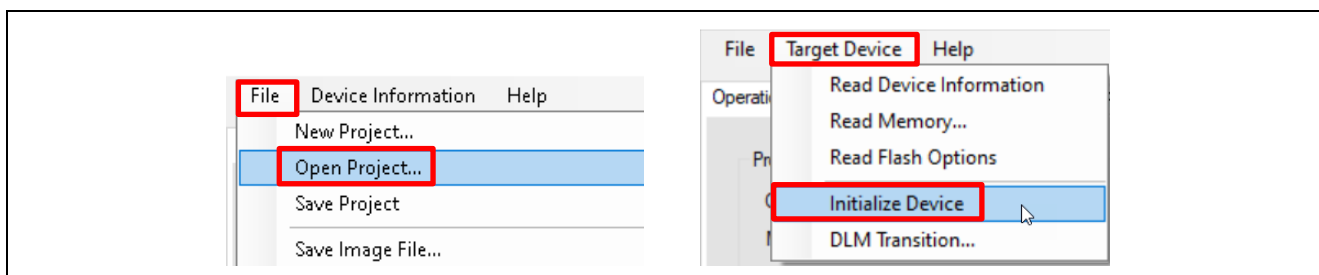 File Device Information Help
New Project...
Open Project...
Save Project
Save Image File...
File Target Device Help
Read Device Information
Operati
Read Memory...
Read Flash Options
Initialize Device
DLM Transition...